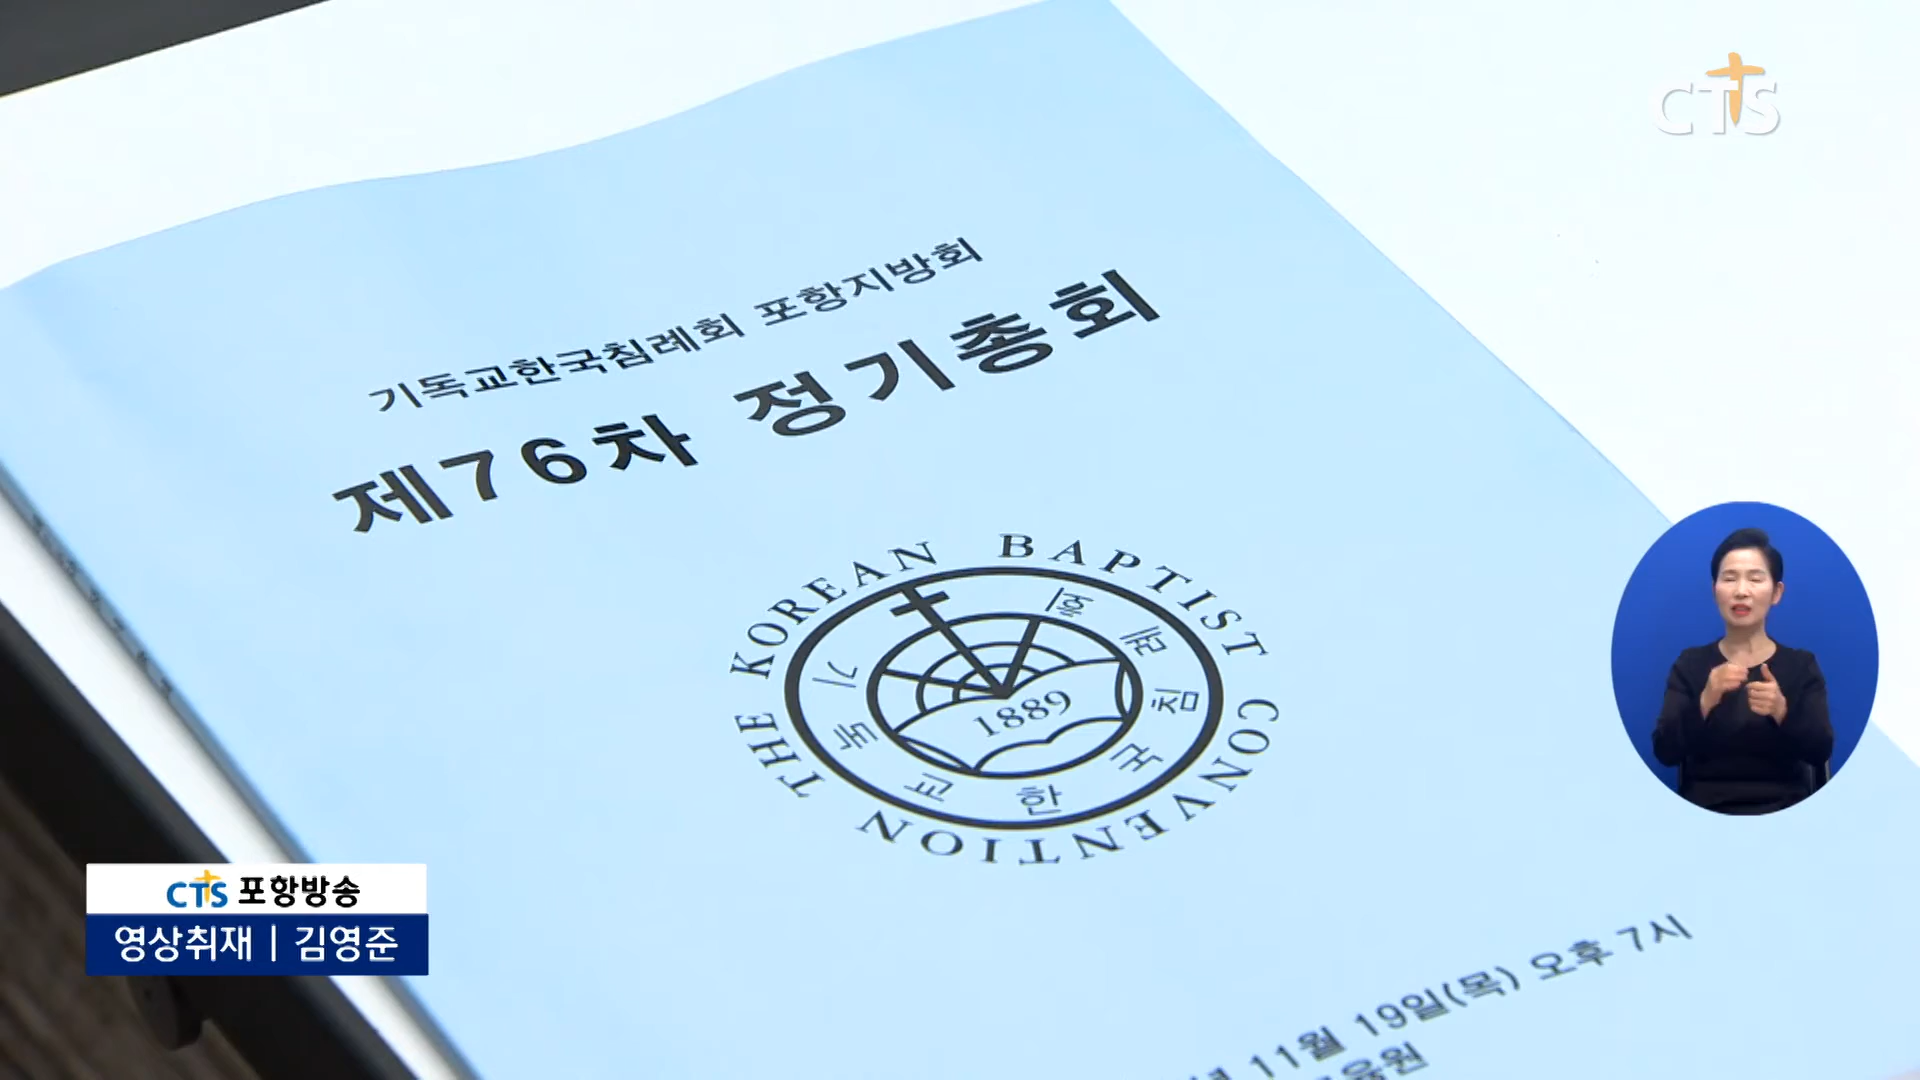 CTS
기독교한국침례회 포항지방회
제76차 정기총회
THE KOREAN BAPTIST CONVENTION
기독교한국침례회
1889
11월 19일(목) 오후 7시
CTS 포항방송
영상취재 | 김영준